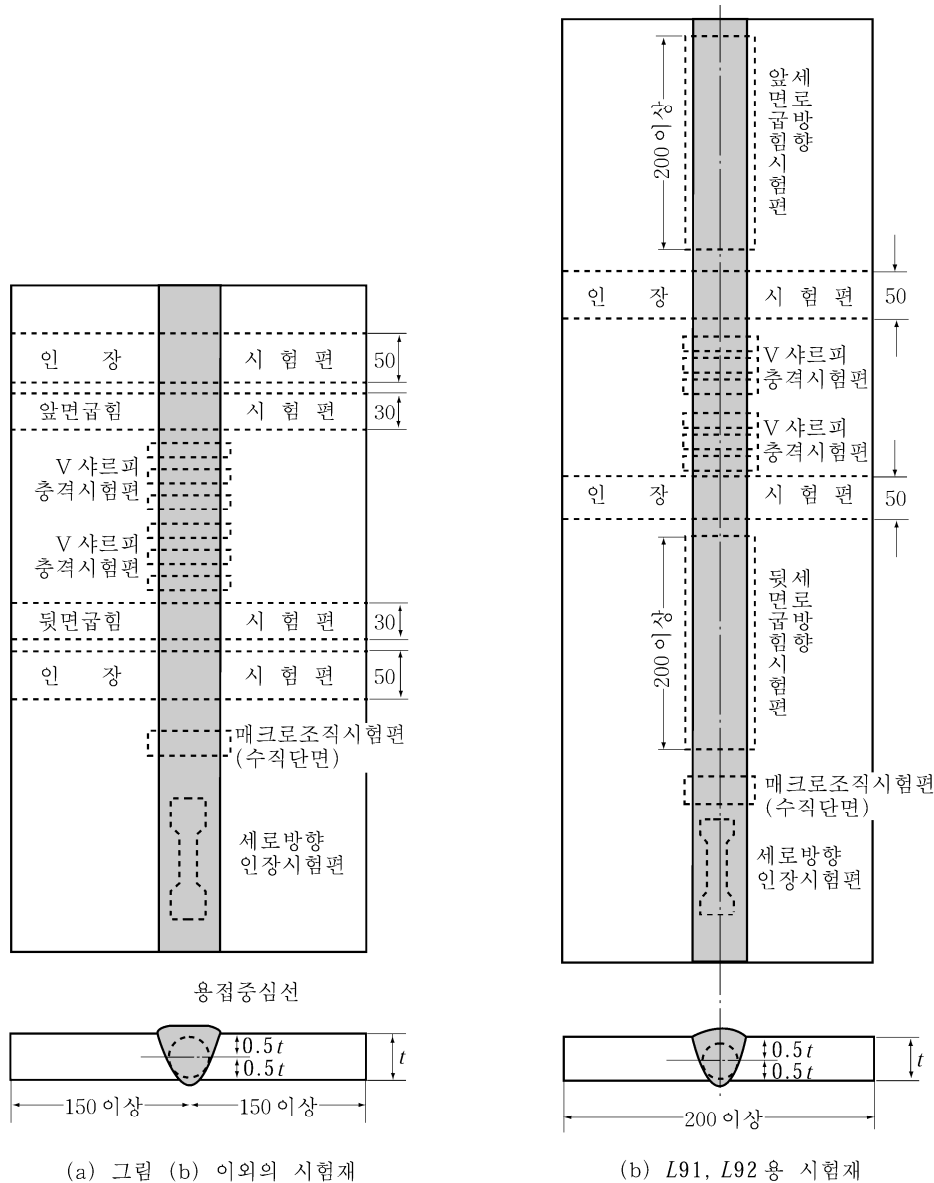 인 장 시 험 편 50
앞면굽힘 시 험 편 30
V 샤르피
충격시험편
V 샤르피
충격시험편
뒷면굽힘 시 험 편 30
인 장 시 험 편 50
매크로조직시험편
(수직단면)
세로방향
인장시험편
용접중심선
0.5t
0.5t
t
150 이상
150 이상
(a) 그림 (b) 이외의 시험재
200 이상
세로방향
앞면굽힘시험편
인 장 시 험 편 50
V 샤르피
충격시험편
V 샤르피
충격시험편
인 장 시 험 편 50
200 이상
세로방향
뒷면굽힘시험편
매크로조직시험편
(수직단면)
세로방향
인장시험편
0.5t
0.5t
t
200 이상
(b) L91, L92 용 시험재